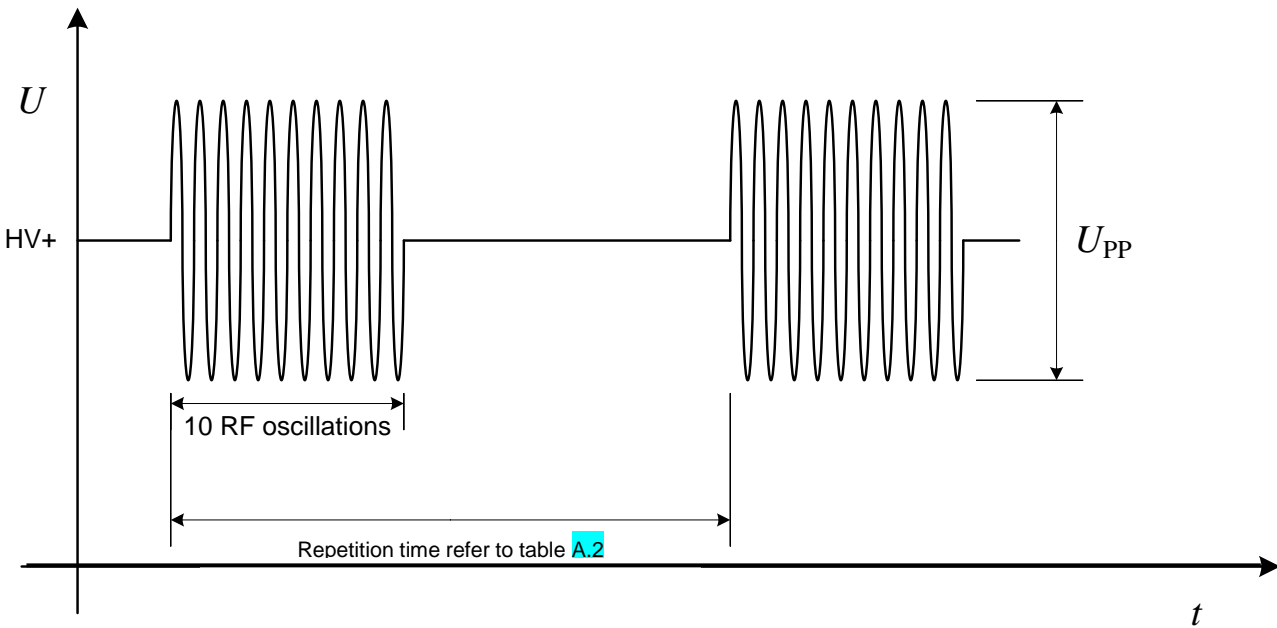 U
HV+
U_PP
10 RF oscillations
Repetition time refer to table A.2
t